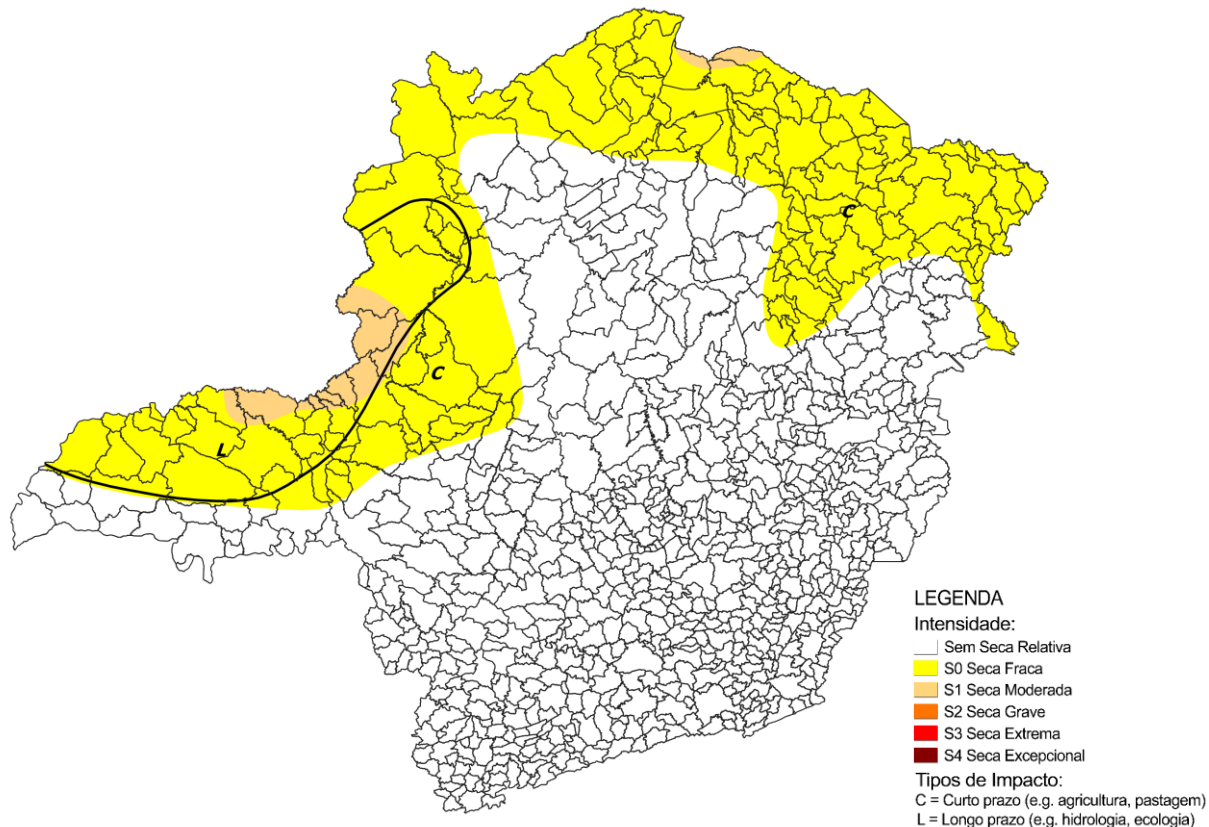 C
C
L
LEGENDA
Intensidade:
Sem Seca Relativa
S0 Seca Fraca
S1 Seca Moderada
S2 Seca Grave
S3 Seca Extrema
S4 Seca Excepcional
Tipos de Impacto:
C = Curto prazo (e.g. agricultura, pastagem)
L = Longo prazo (e.g. hidrologia, ecologia)